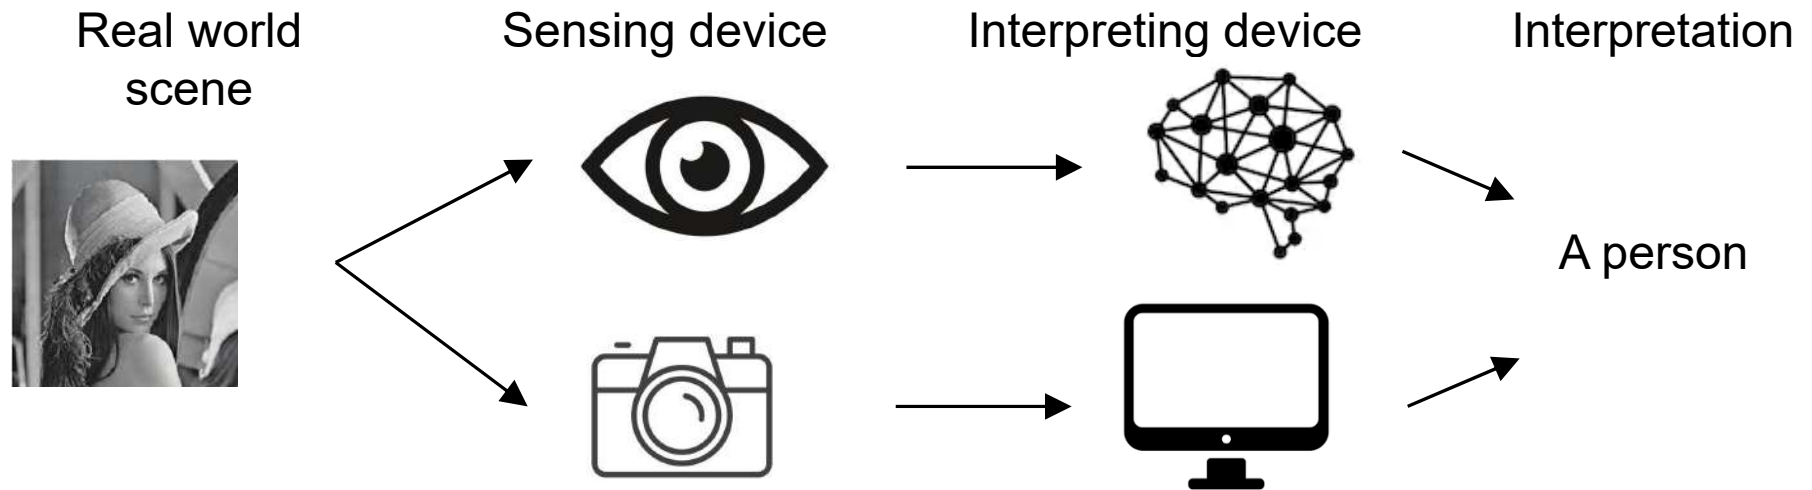 Real world
scene
Sensing device
Interpreting device
Interpretation
A person